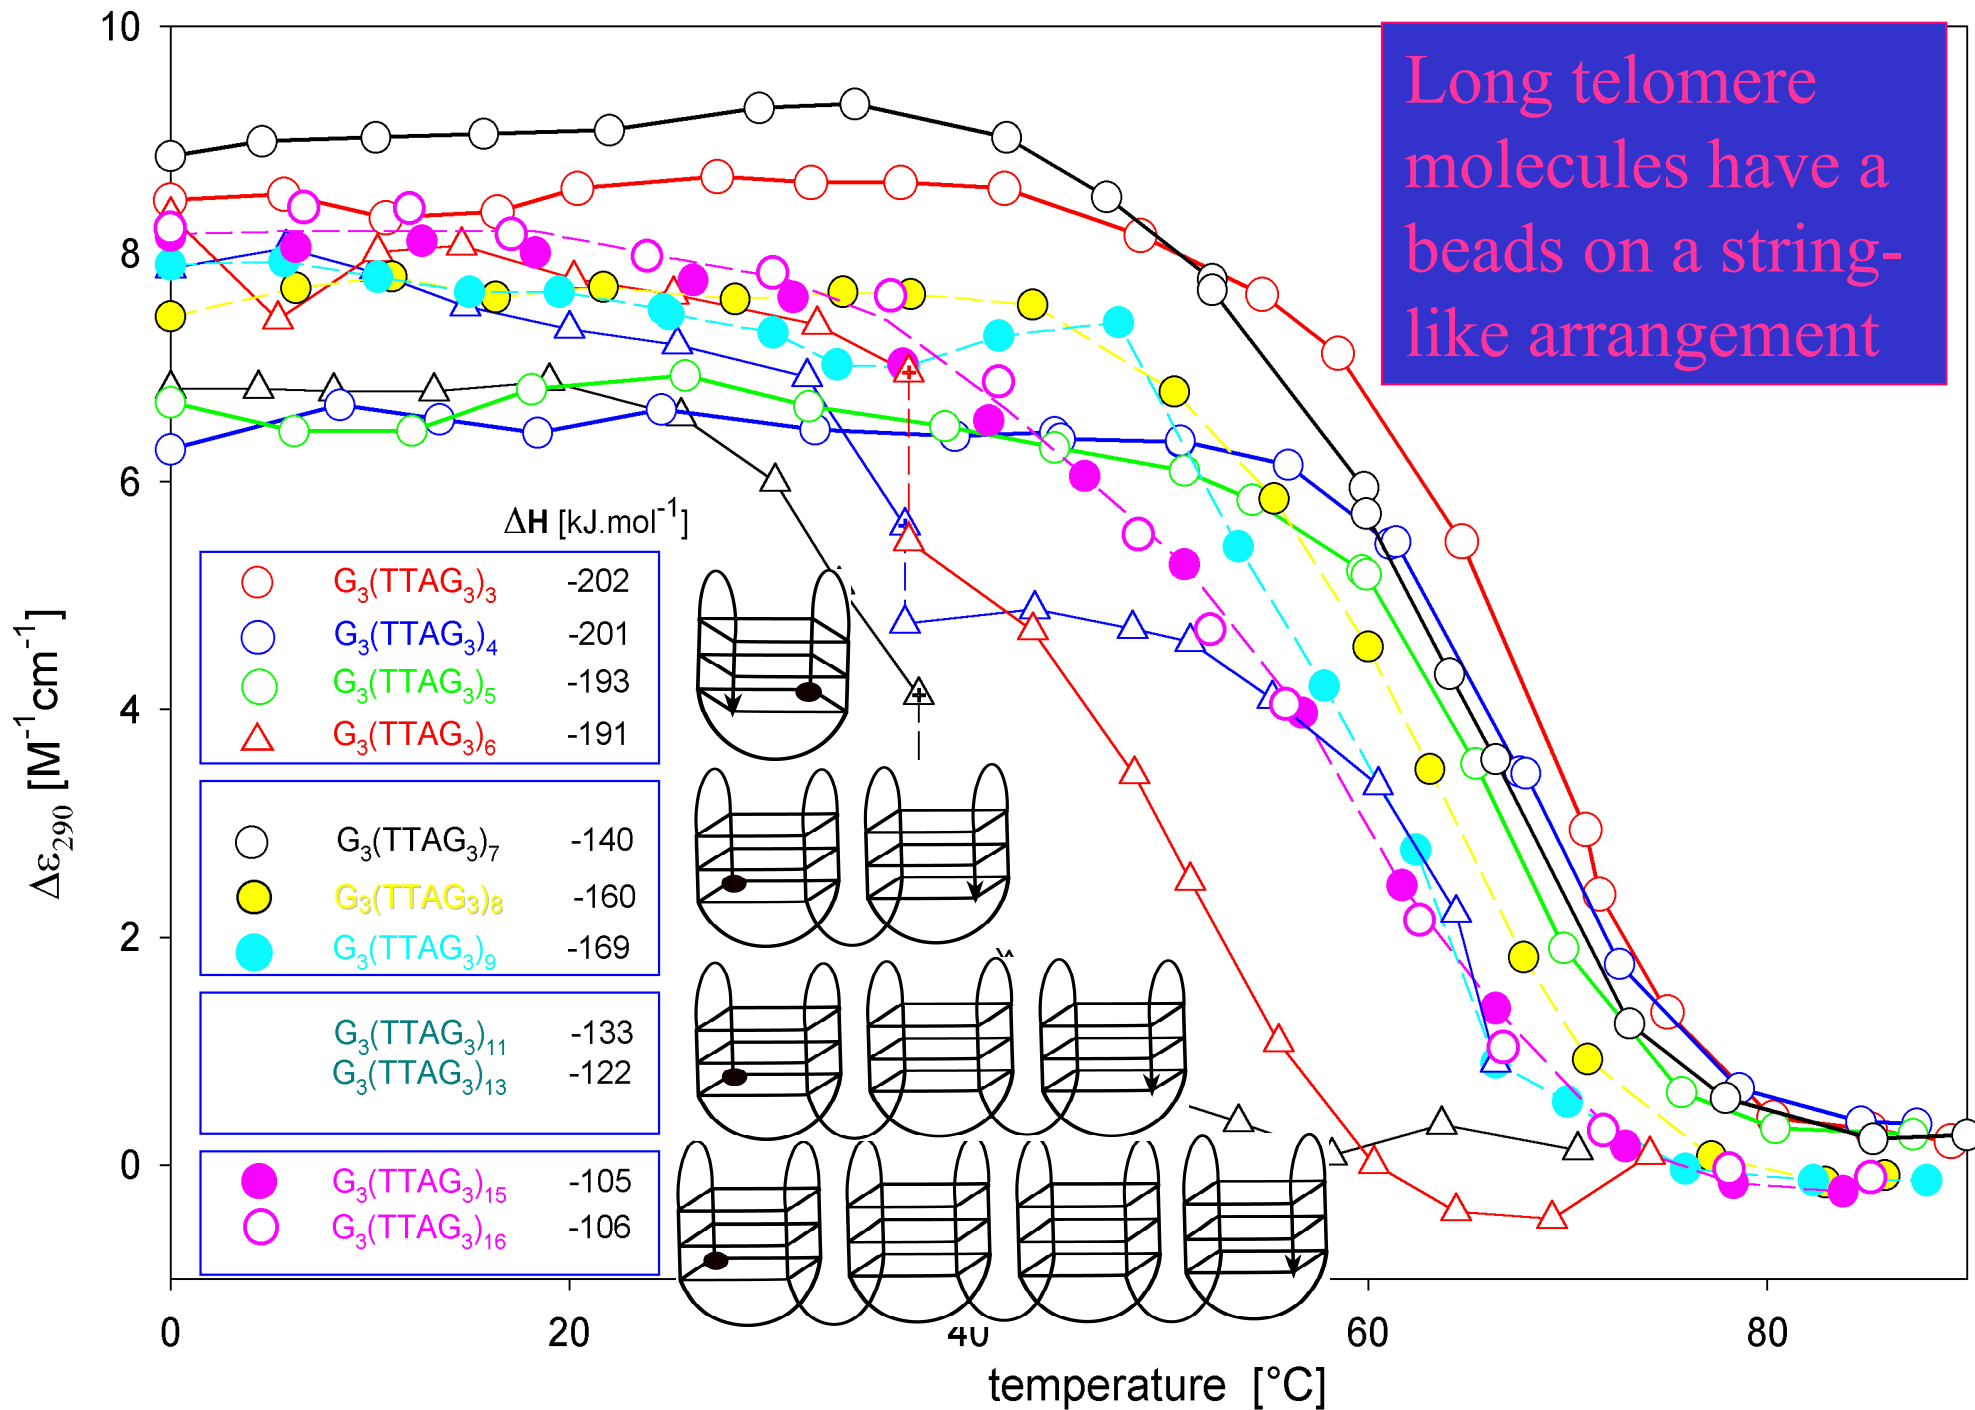 Long telomere
molecules have a
beads on a string-
like arrangement
10
8
6
4
2
0
Δε₂₉₀ [M⁻¹cm⁻¹]
ΔH [kJ.mol⁻¹]
G₃(TTAG₃)₃ -202
G₃(TTAG₃)₄ -201
G₃(TTAG₃)₅ -193
G₃(TTAG₃)₆ -191
G₃(TTAG₃)₇ -140
G₃(TTAG₃)₈ -160
G₃(TTAG₃)₉ -169
G₃(TTAG₃)₁₁ -133
G₃(TTAG₃)₁₃ -122
G₃(TTAG₃)₁₅ -105
G₃(TTAG₃)₁₆ -106
0 20 40 60 80
temperature [°C]